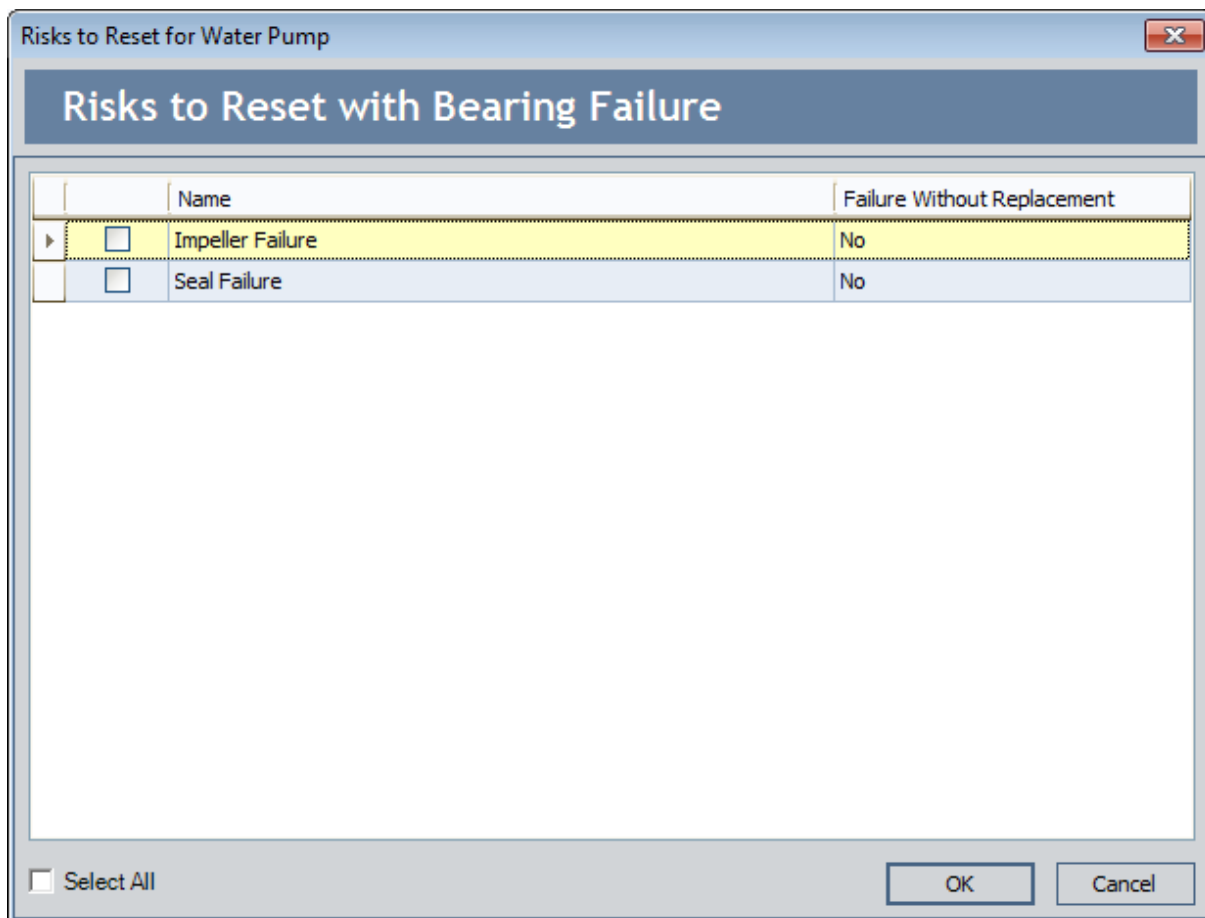 Risks to Reset for Water Pump
Risks to Reset with Bearing Failure
Name Failure Without Replacement
Impeller Failure No
Seal Failure No
Select All OK Cancel